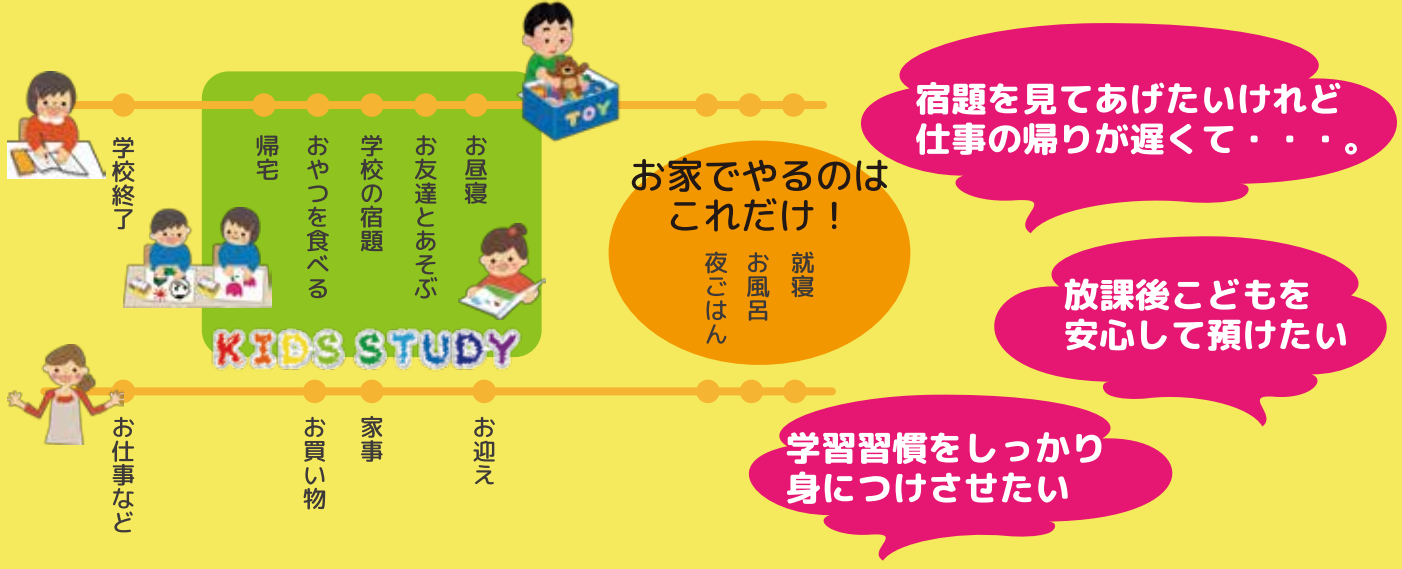 学校終了
帰宅
おやつを食べる
学校の宿題
お友達とあそぶ
お昼寝
TOY
KIDS STUDY
お家でやるのは
これだけ！
夜ごはん
お風呂
就寝
お仕事など
お買い物
家事
お迎え
宿題を見てあげたいけれど
仕事の帰りが遅くて・・・。
放課後こどもを
安心して預けたい
学習習慣をしっかり
身につけさせたい